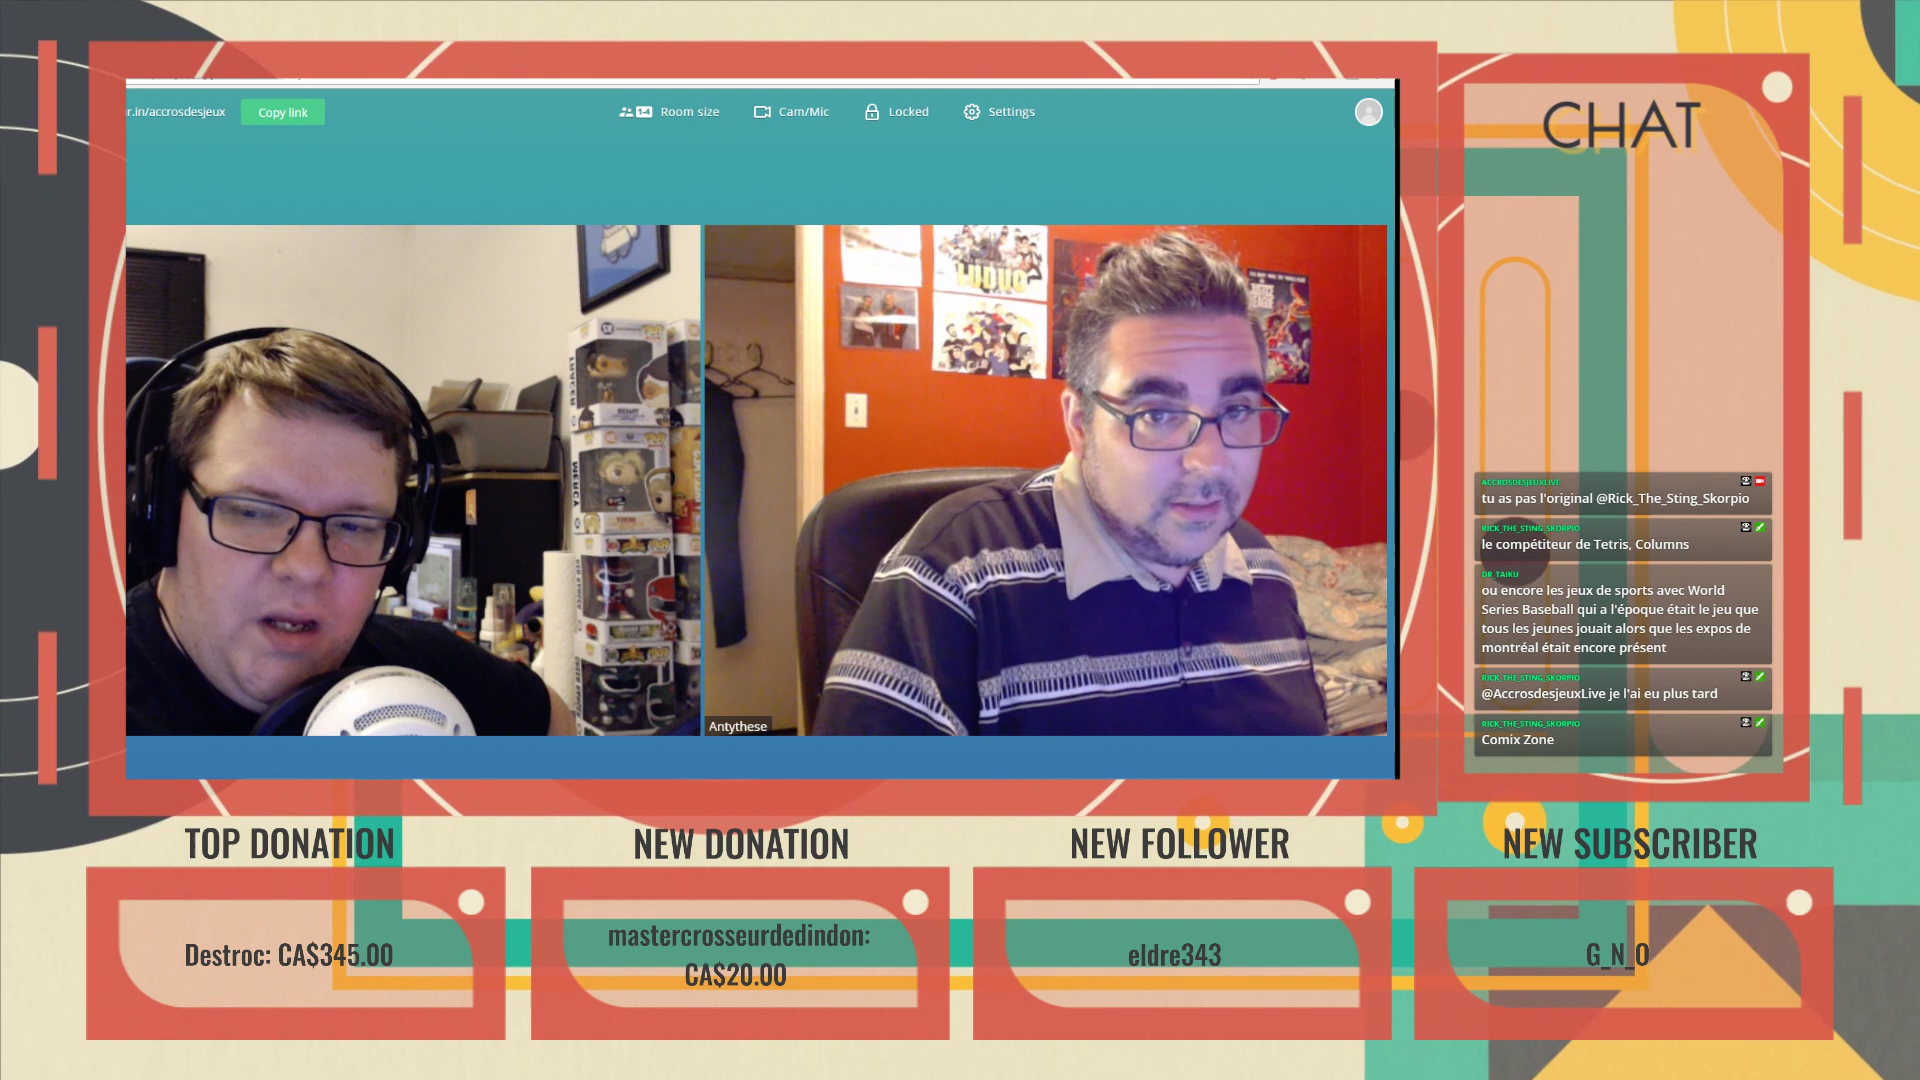 r.in/accrosdesjeux
Copy link
Room size
Cam/Mic
Locked
Settings
LUDUO
JUSTICE
Antythese
CHAT
ACCROSDESJEUXLIVE
tu as pas l'original @Rick_The_Sting_Skorpio
RICK_THE_STING_SKORPIO
le compétiteur de Tetris, Columns
DR_TAIKU
ou encore les jeux de sports avec World
Series Baseball qui a l'époque était le jeu que
tous les jeunes jouait alors que les expos de
montréal était encore présent
RICK_THE_STING_SKORPIO
@AccrosdesjeuxLive je l'ai eu plus tard
RICK_THE_STING_SKORPIO
Comix Zone
TOP DONATION
Destroc: CA$345.00
NEW DONATION
mastercrosseurdedindon:
CA$20.00
NEW FOLLOWER
eldre343
NEW SUBSCRIBER
G_N_O